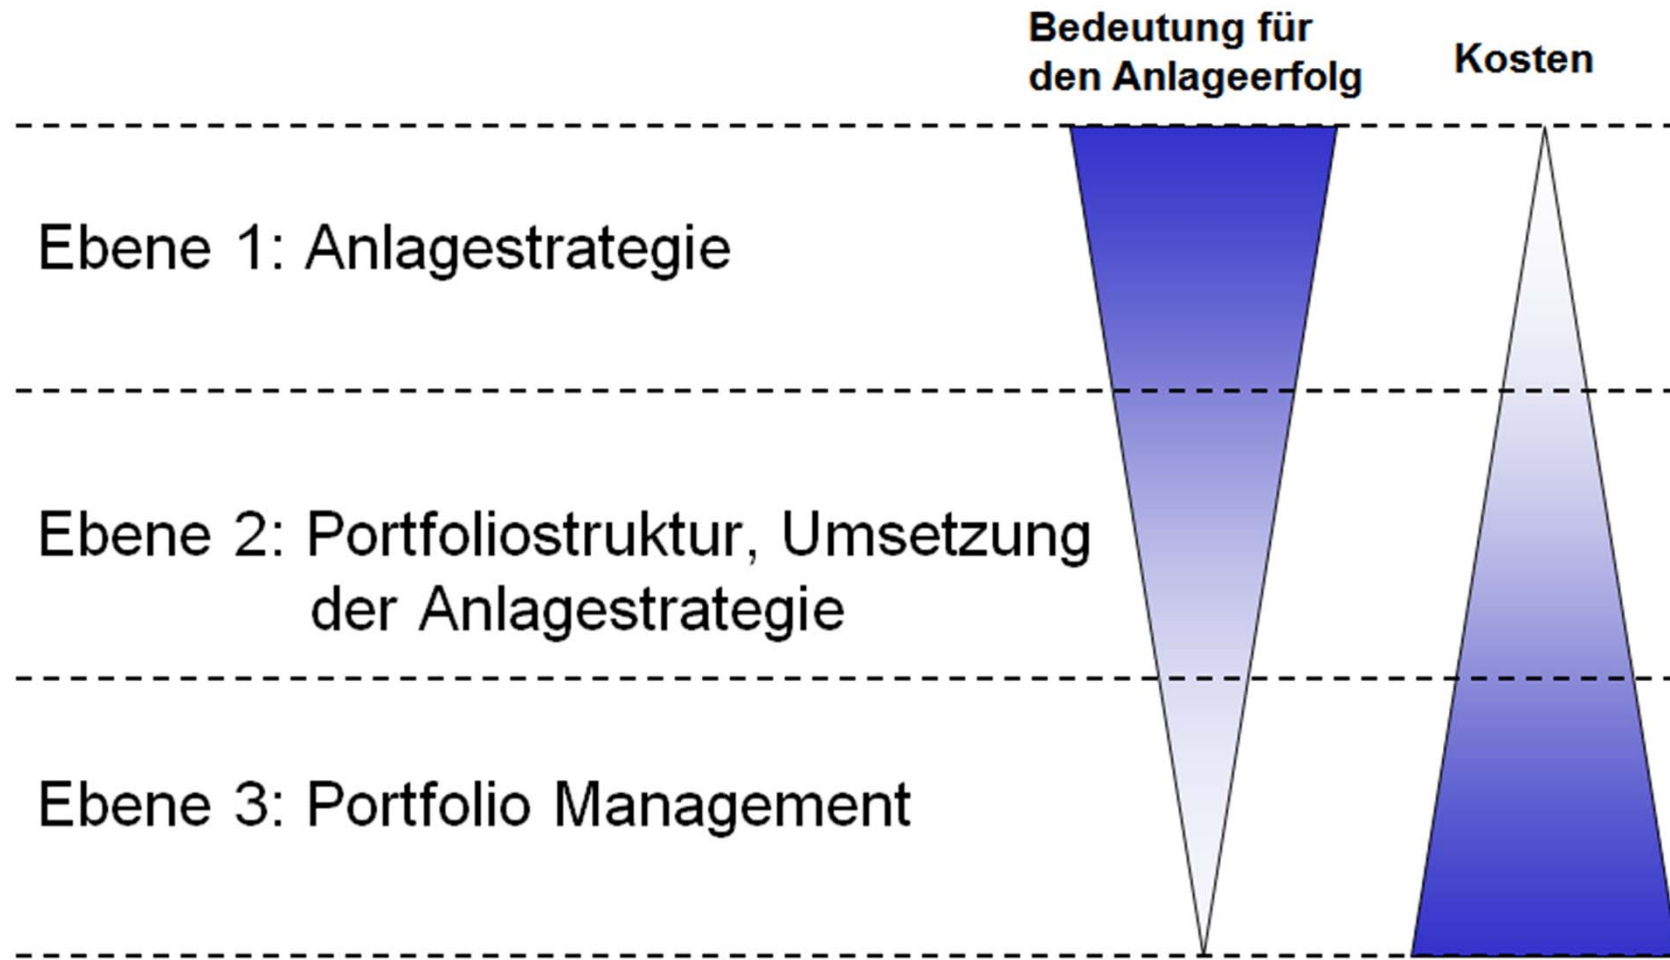 Bedeutung für
den Anlageerfolg
Kosten
Ebene 1: Anlagestrategie
Ebene 2: Portfoliostruktur, Umsetzung
der Anlagestrategie
Ebene 3: Portfolio Management